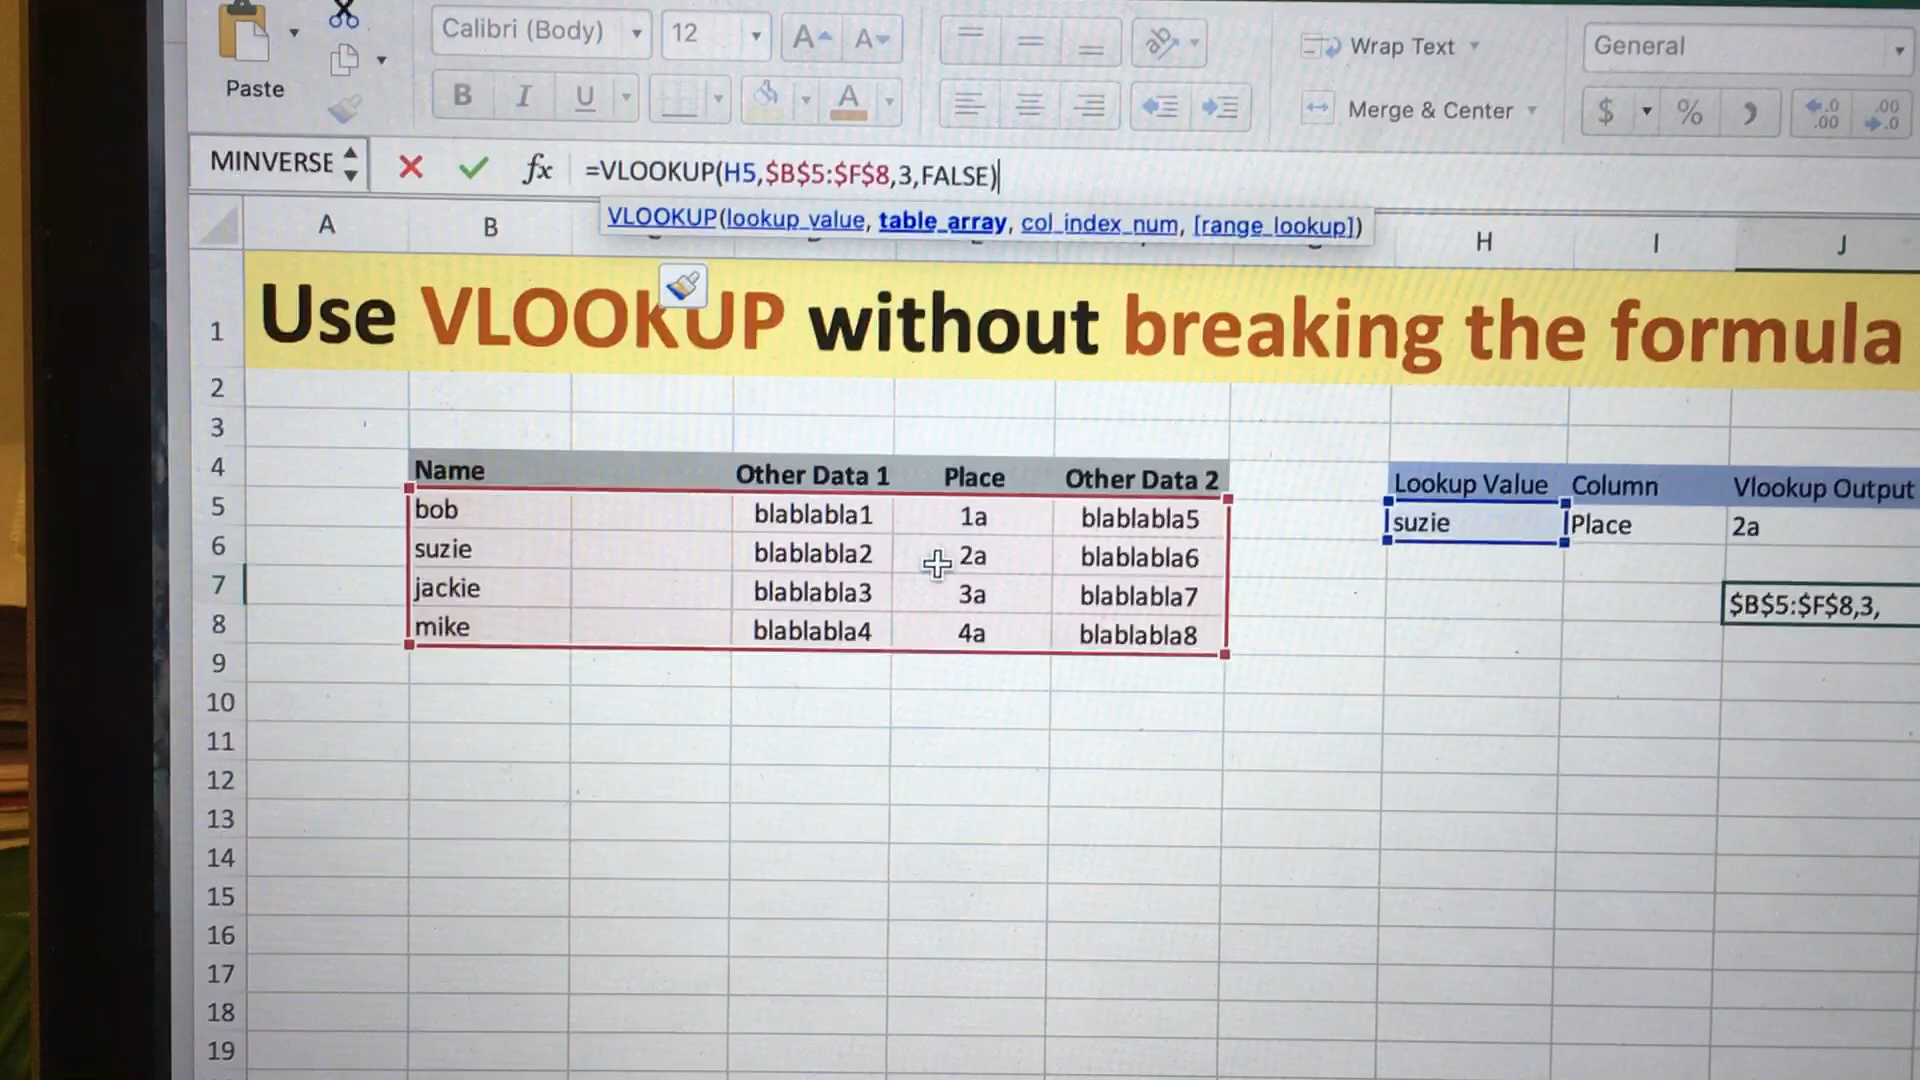 Calibri (Body) 12 Wrap Text General
Paste B I U A Merge & Center $ % .0 .00 .00 .0
MINVERSE fx =VLOOKUP(H5,$B$5:$F$8,3,FALSE)
VLOOKUP(lookup_value, table_array, col_index_num, [range_lookup])
A B H I J
1 Use VLOOKUP without breaking the formula
2
3
4 Name Other Data 1 Place Other Data 2 Lookup Value Column Vlookup Output
5 bob blablabla1 1a blablabla5 suzie Place 2a
6 suzie blablabla2 2a blablabla6
7 jackie blablabla3 3a blablabla7 $B$5:$F$8,3,
8 mike blablabla4 4a blablabla8
9
10
11
12
13
14
15
16
17
18
19